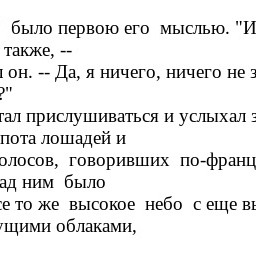 было первою его мыслью. "И
также, --
он. -- Да, я ничего, ничего не
?"
тал прислушиваться и услыхал
пота лошадей и
олосов, говоривших по-франц
ад ним было
се то же высокое небо с еще вы
ущими облаками,